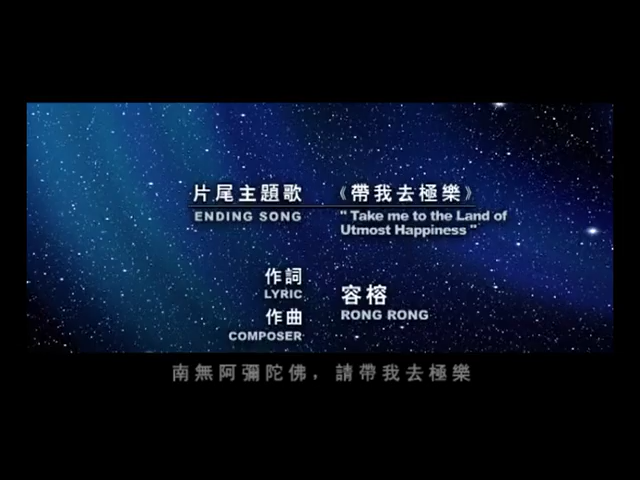 片尾主題歌 《帶我去極樂》
ENDING SONG " Take me to the Land of
Utmost Happiness "
作詞
LYRIC
容榕
作曲
RONG RONG
COMPOSER
南無阿彌陀佛，請帶我去極樂